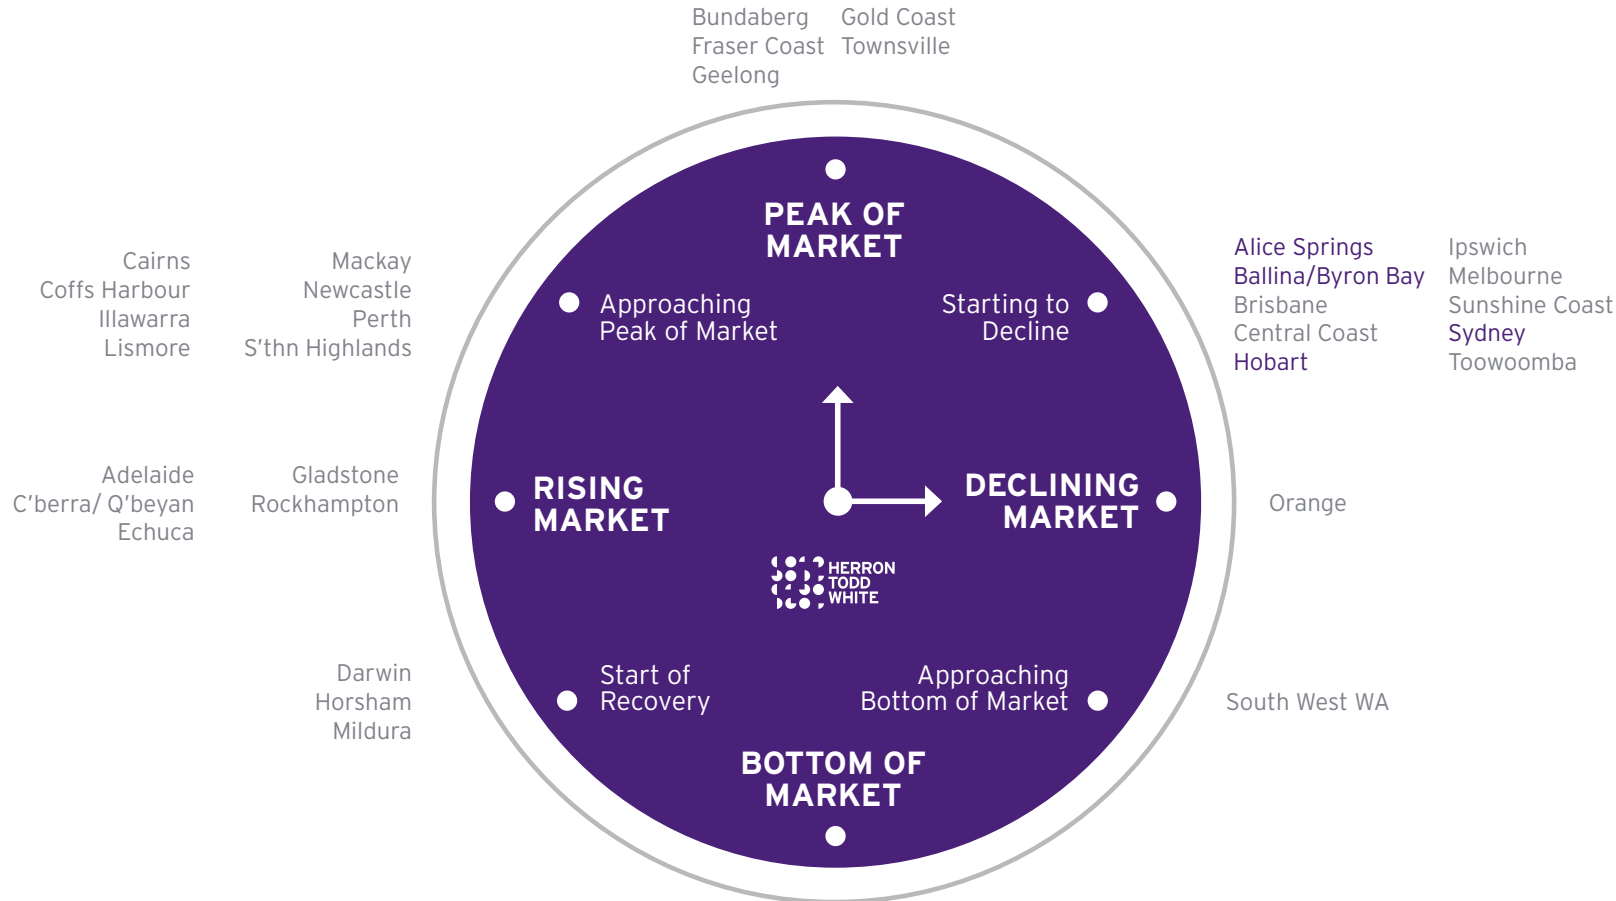 Bundaberg
Fraser Coast
Geelong
Gold Coast
Townsville
PEAK OF
MARKET
Cairns
Coffs Harbour
Illawarra
Lismore
Mackay
Newcastle
Perth
S'thn Highlands
Approaching
Peak of Market
Starting to
Decline
Alice Springs
Ballina/Byron Bay
Brisbane
Central Coast
Hobart
Ipswich
Melbourne
Sunshine Coast
Sydney
Toowoomba
Adelaide
C'berra/ Q'beyan
Echuca
Gladstone
Rockhampton
RISING
MARKET
DECLINING
MARKET
Orange
HERRON
TODD
WHITE
Darwin
Horsham
Mildura
Start of
Recovery
Approaching
Bottom of Market
South West WA
BOTTOM OF
MARKET